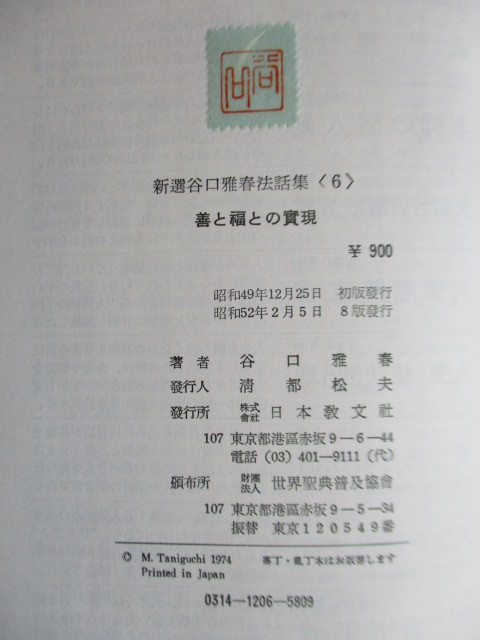 谷口
新選谷口雅春法話集〈6〉
善と福との實現
¥ 900
昭和49年12月25日 初版發行
昭和52年2月5日 8版發行
著者 谷口雅春
發行人 清都松夫
發行所 株式會社 日本教文社
107 東京都港區赤坂9-6-44
電話(03)401-9111(代)
頒布所 財團法人 世界聖典普及協會
107 東京都港區赤坂9-5-34
振替 東京120549番
© M. Taniguchi 1974 落丁・亂丁本はお取替します
Printed in Japan
0314-1206-5809